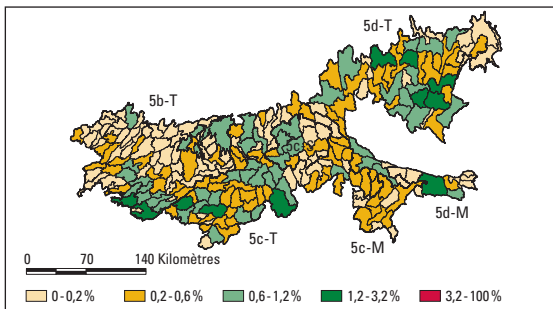 5d-T
5b-T
5c-S
5d-M
5c-T
5c-M
0 70 140 Kilomètres
0 - 0,2 % 0,2 - 0,6 % 0,6 - 1,2 % 1,2 - 3,2 % 3,2 - 100 %